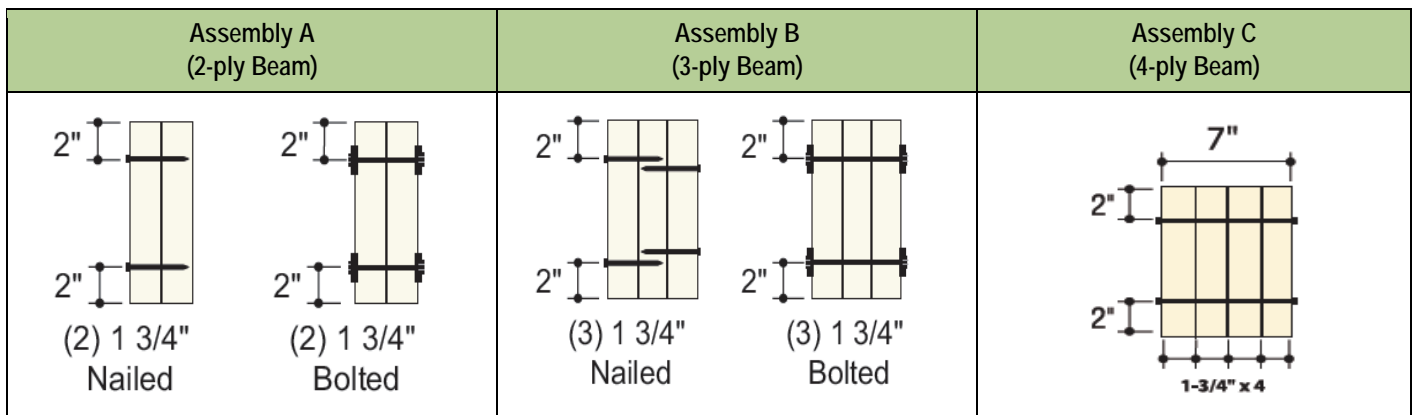 Assembly A
(2-ply Beam)
Assembly B
(3-ply Beam)
Assembly C
(4-ply Beam)
2"
2"
(2) 1 3/4"
Nailed
2"
2"
(2) 1 3/4"
Bolted
2"
2"
(3) 1 3/4"
Nailed
2"
2"
(3) 1 3/4"
Bolted
7"
2"
2"
1-3/4" x 4